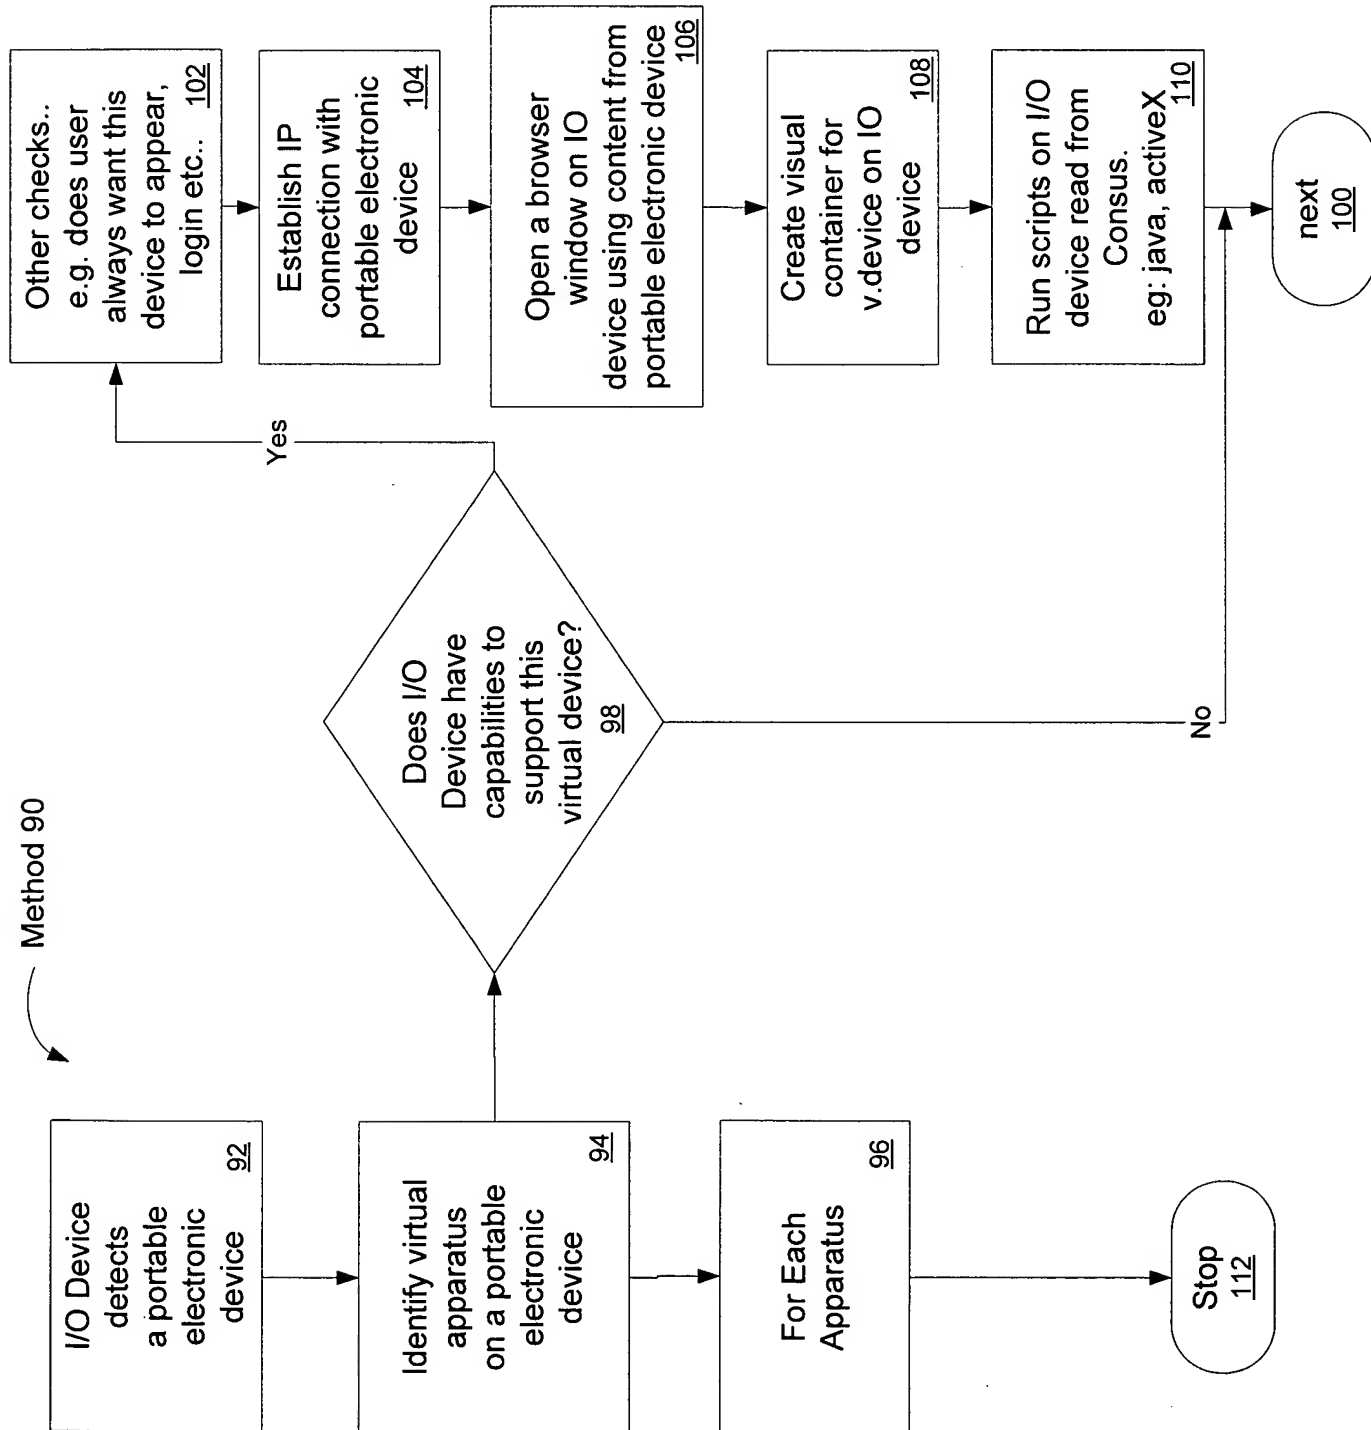 Method 90
I/O Device
detects
a portable
electronic
device
92
Identify virtual
apparatus
on a portable
electronic
device
94
For Each
Apparatus
96
Stop
112
Does I/O
Device have
capabilities to
support this
virtual device?
98
Yes
No
Other checks..
e.g. does user
always want this
device to appear,
login etc..
102
Establish IP
connection with
portable electronic
device
104
Open a browser
window on IO
device using content from
portable electronic device
106
Create visual
container for
v.device on IO
device
108
Run scripts on I/O
device read from
Consus.
eg: java, activeX
110
next
100